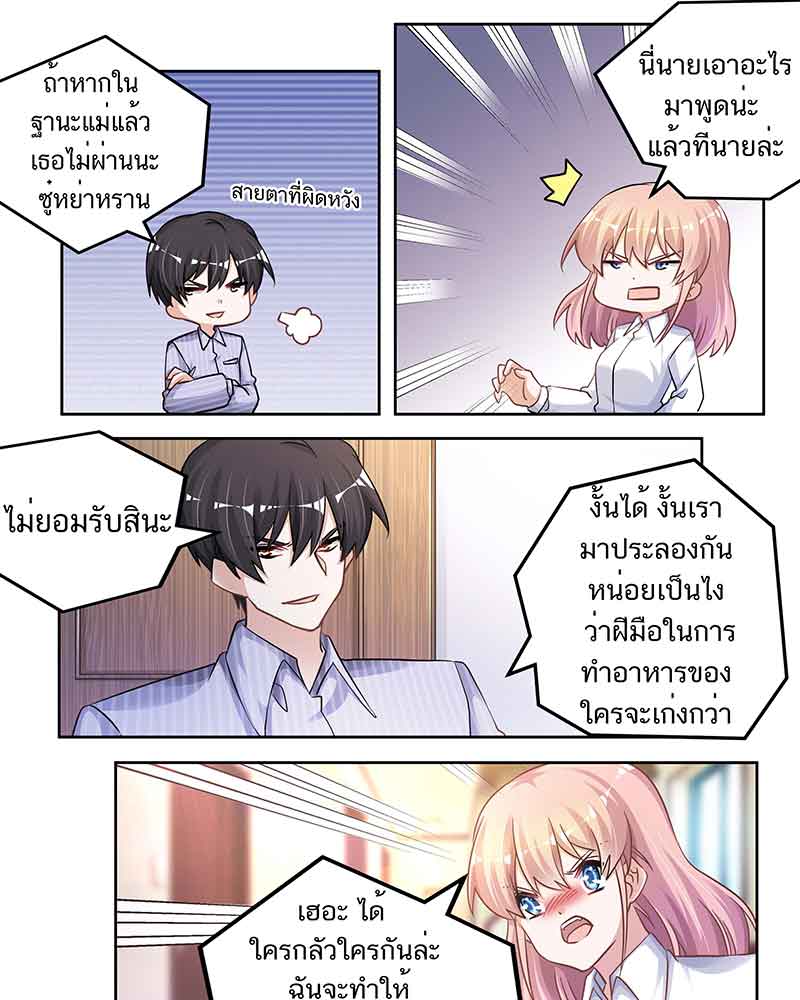 ถ้าหากใน
ฐานะแม่แล้ว
เธอไม่ผ่านนะ
ซู๋หย่าหราน
สายตาที่ผิดหวัง
นี่นายเอาอะไร
มาพูดน่ะ
แล้วทีนายล่ะ
ไม่ยอมรับสินะ
งั้นได้ งั้นเรา
มาประลองกัน
หน่อยเป็นไง
ว่าฝีมือในการ
ทำอาหารของ
ใครจะเก่งกว่า
เฮอะ ได้
ใครกลัวใครกันล่ะ
ฉันจะทำให้